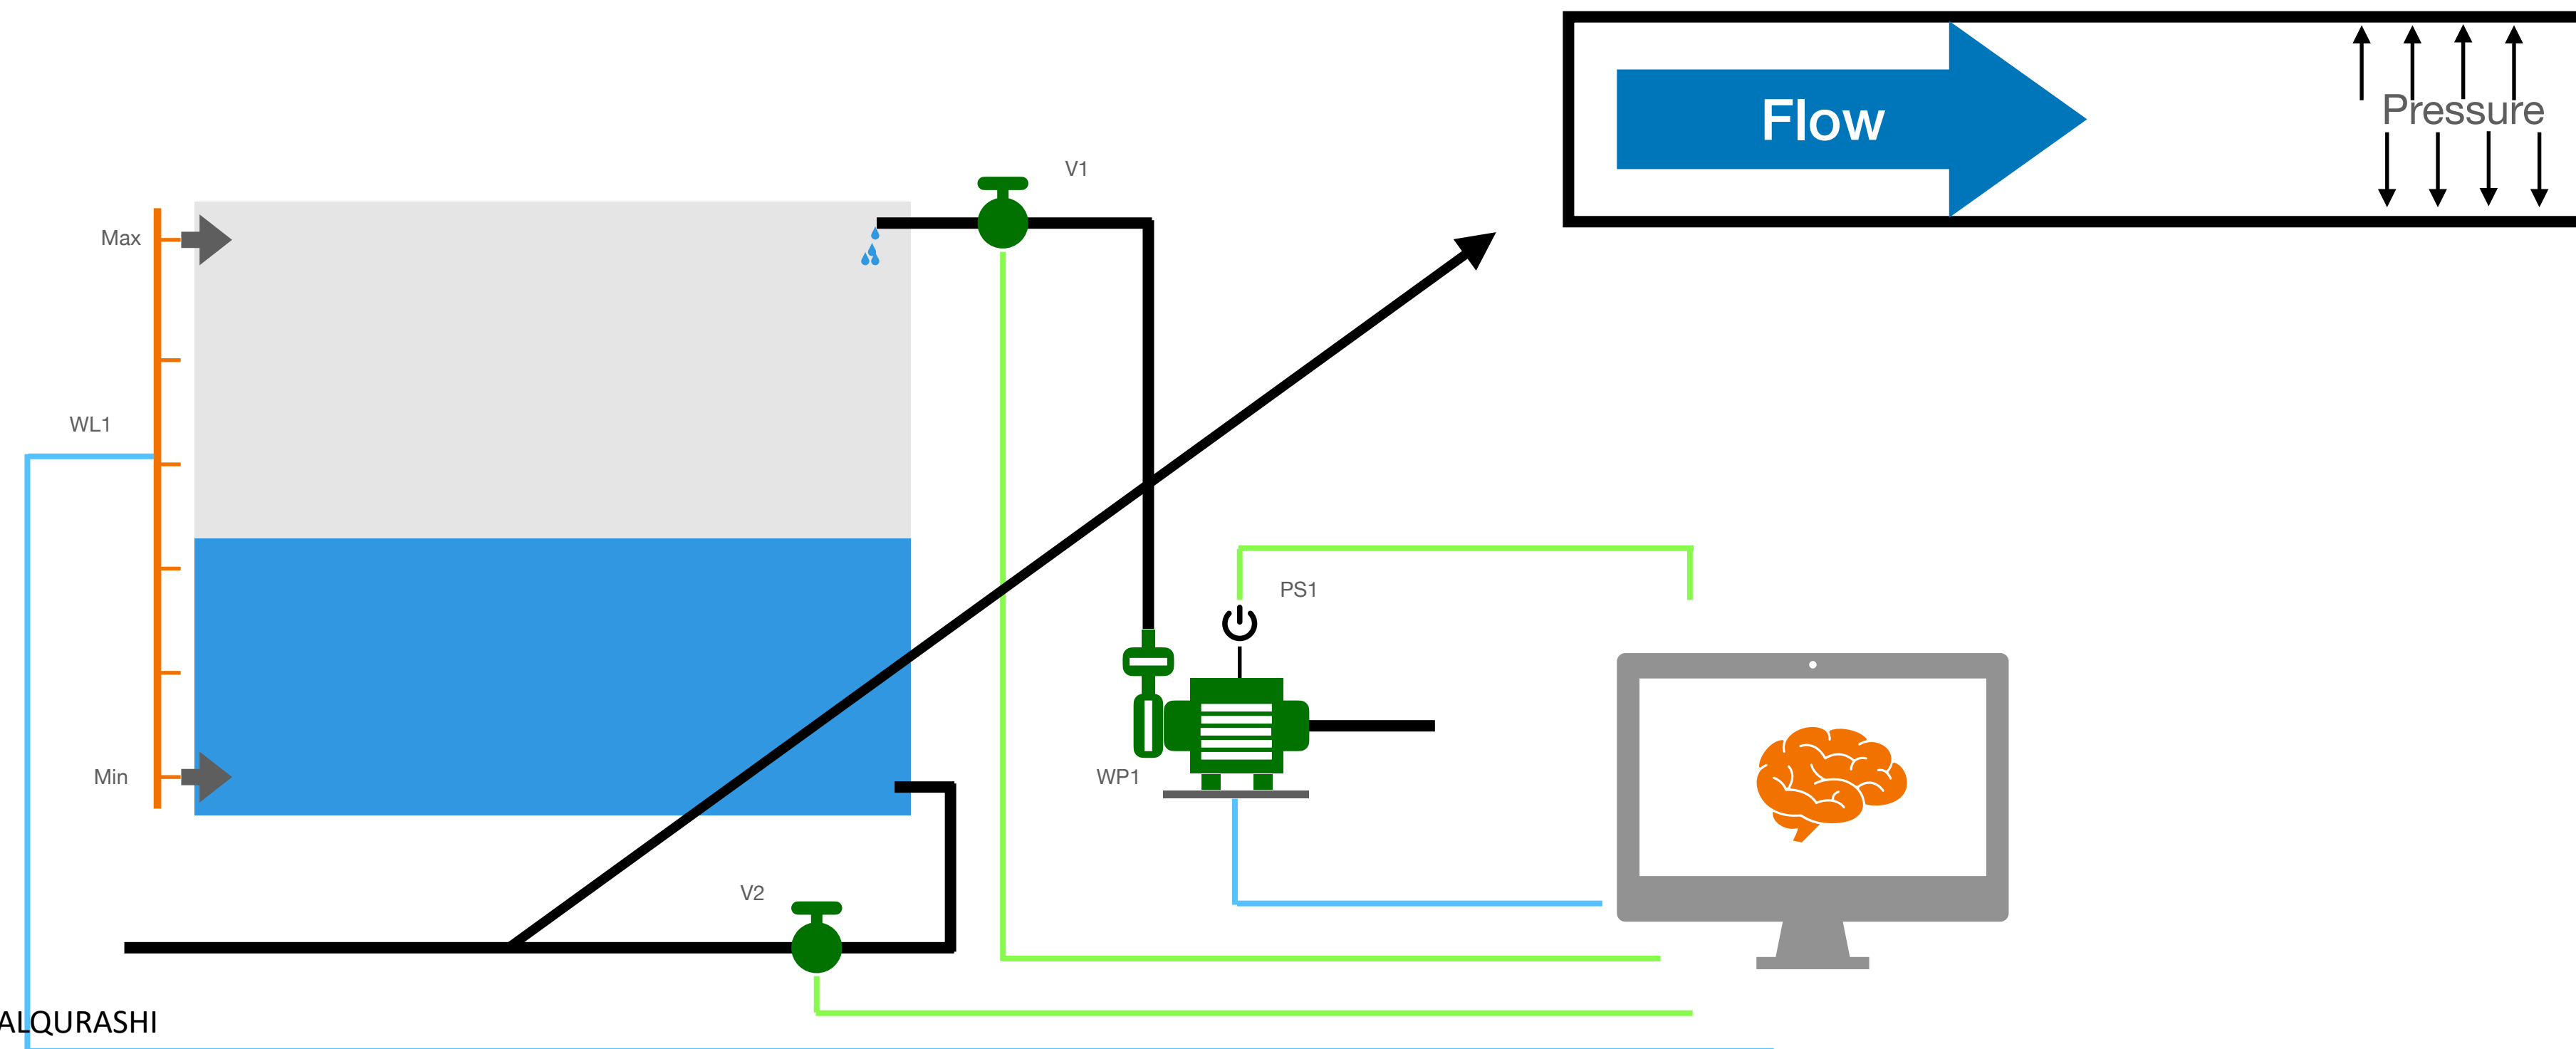 V1
Flow
Pressure
Max
WL1
PS1
Min
WP1
V2
ALQURASHI